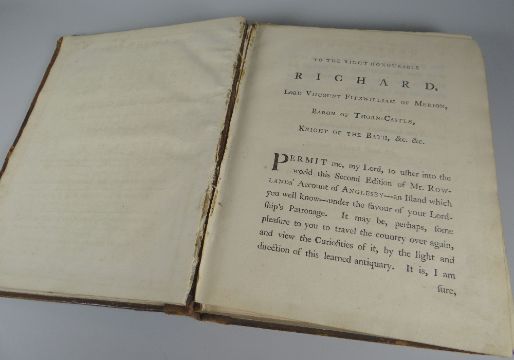 TO THE RIGHT HONOURABLE
RICHARD,
LORD VISCOUNT FITZWILLIAM OF MERION,
BARON OF THORN-CASTLE,
KNIGHT OF THE BATH, &c. &c.
PERMIT me, my Lord, to uſher into the
world this Second Edition of Mr. ROW-
LANDS' Account of ANGLESEY—an Iſland which
you well know—under the favour of your Lord-
ſhip's Patronage. It may be, perhaps, ſome
pleaſure to you to travel the country over again,
and view the Curioſities of it, by the light and
direction of this learned antiquary. It is, I am
ſure,